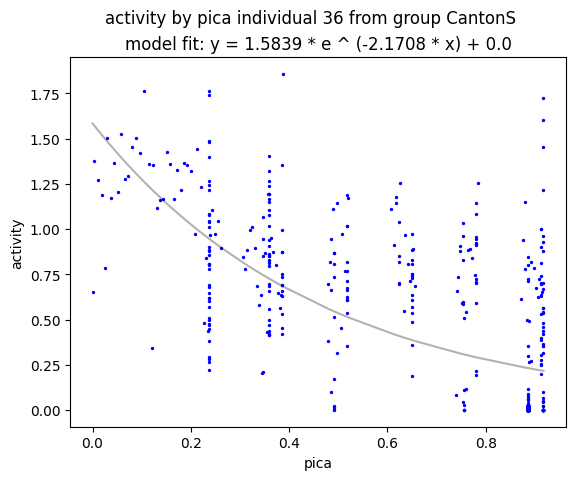 activity by pica individual 36 from group CantonS
model fit: y = 1.5839 * e ^ (-2.1708 * x) + 0.0
1.75
1.50
1.25
1.00
0.75
0.50
0.25
0.00
activity
0.0 0.2 0.4 0.6 0.8
pica